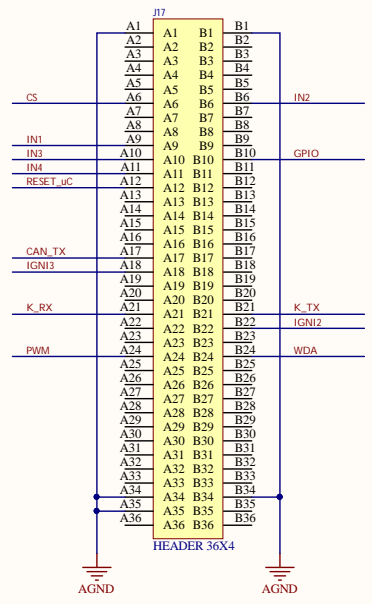 J17
A1 A1 B1 B1
A2 A2 B2 B2
A3 A3 B3 B3
A4 A4 B4 B4
A5 A5 B5 B5
CS A6 A6 B6 B6 IN2
A7 A7 B7 B7
A8 A8 B8 B8
IN1 A9 A9 B9 B9
IN3 A10 A10 B10 B10 GPIO
IN4 A11 A11 B11 B11
RESET_uC A12 A12 B12 B12
A13 A13 B13 B13
A14 A14 B14 B14
A15 A15 B15 B15
A16 A16 B16 B16
CAN_TX A17 A17 B17 B17
IGNI3 A18 A18 B18 B18
A19 A19 B19 B19
A20 A20 B20 B20
K_RX A21 A21 B21 B21 K_TX
A22 A22 B22 B22 IGNI2
A23 A23 B23 B23
PWM A24 A24 B24 B24 WDA
A25 A25 B25 B25
A26 A26 B26 B26
A27 A27 B27 B27
A28 A28 B28 B28
A29 A29 B29 B29
A30 A30 B30 B30
A31 A31 B31 B31
A32 A32 B32 B32
A33 A33 B33 B33
A34 A34 B34 B34
A35 A35 B35 B35
A36 A36 B36 B36
HEADER 36X4
AGND AGND